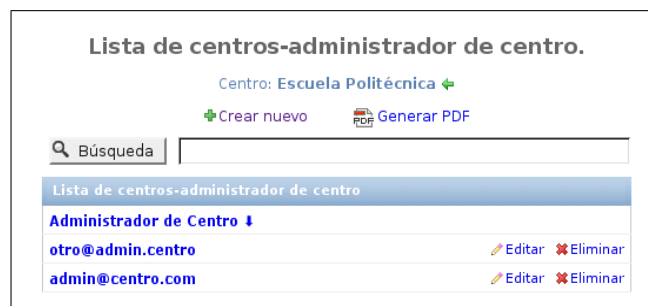 Lista de centros-administrador de centro.
Centro: Escuela Politécnica
Crear nuevo PDF Generar PDF
Búsqueda
Lista de centros-administrador de centro
Administrador de Centro
otro@admin.centro Editar Eliminar
admin@centro.com Editar Eliminar